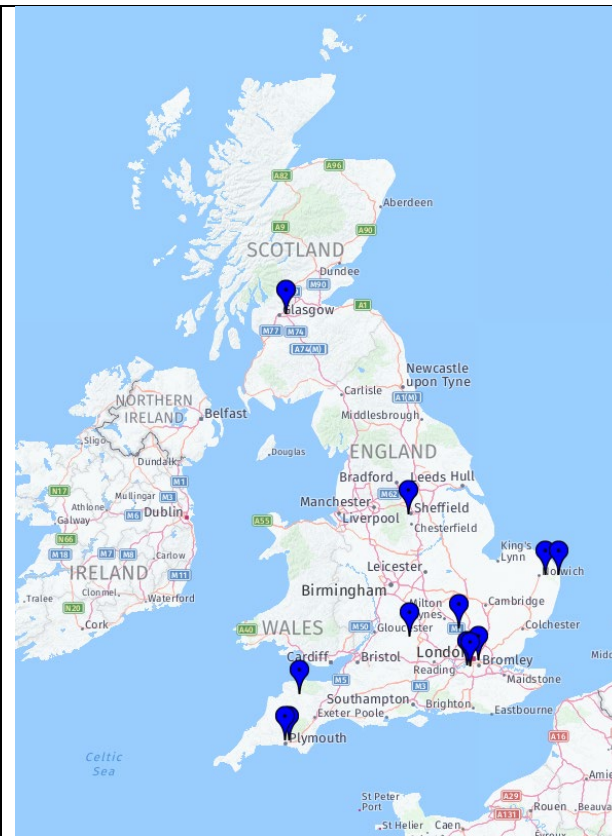 A82
A96
Aberdeen
A9
A90
SCOTLAND
Dundee
M90
Glasgow
A1
M77
M74
A74(M)
Newcastle
upon Tyne
A1(M)
Carlisle
NORTHERN
IRELAND
Belfast
Middlesbrough
Sligo
Douglas
ENGLAND
Dundalk
Bradford
Leeds
Hull
M1
N17
Mullingar
M3
M62
Manchester
Sheffield
Athlone
Dublin
Galway
M6
Liverpool
A55
Chesterfield
N66
M18
M7
M8
Carlow
King's
Lynn
IRELAND
M11
Leicester
Norwich
Tralee
Clonmel
Waterford
Birmingham
N20
Milton
Cambridge
Cork
A40
WALES
M50
Gloucester
Colchester
Cardiff
Bristol
London
Bromley
Reading
M5
M3
Maidstone
Southampton
Brighton
Eastbourne
Exeter
Poole
Plymouth
A16
Celtic
Sea
St Peter
Port
A29
Rouen
Beauva
Amie
A131
St Helier
Caen
Évreux